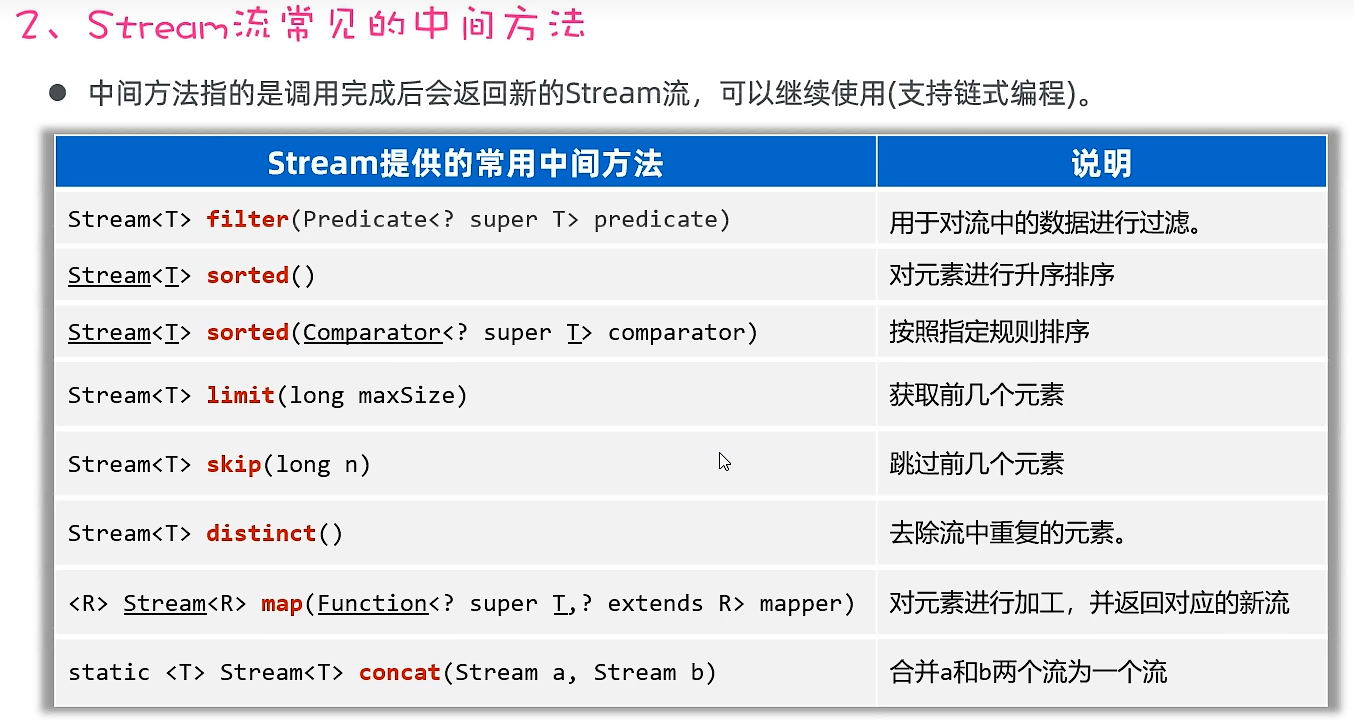 2、Stream流常见的中间方法
● 中间方法指的是调用完成后会返回新的Stream流，可以继续使用(支持链式编程)。
Stream提供的常用中间方法 说明
Stream<T> filter(Predicate<? super T> predicate) 用于对流中的数据进行过滤。
Stream<T> sorted() 对元素进行升序排序
Stream<T> sorted(Comparator<? super T> comparator) 按照指定规则排序
Stream<T> limit(long maxSize) 获取前几个元素
Stream<T> skip(long n) 跳过前几个元素
Stream<T> distinct() 去除流中重复的元素。
<R> Stream<R> map(Function<? super T,? extends R> mapper) 对元素进行加工，并返回对应的新流
static <T> Stream<T> concat(Stream a, Stream b) 合并a和b两个流为一个流